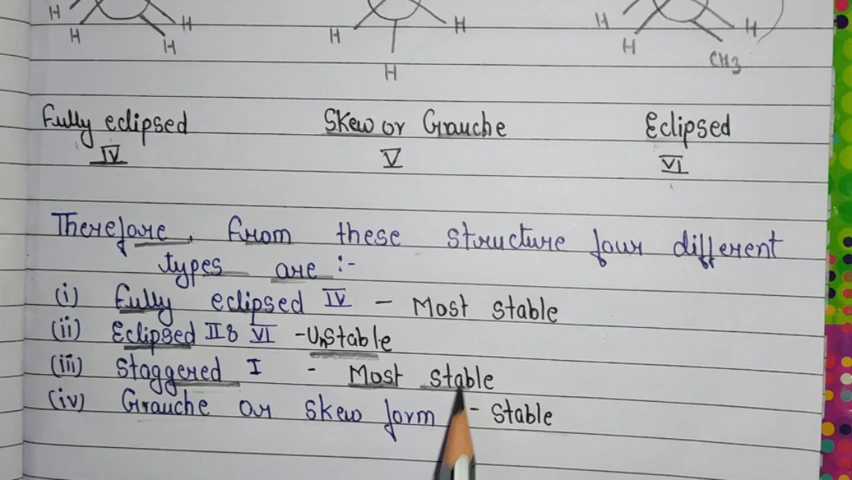 H H H H H H H
H H CH3
Fully eclipsed Skew or Grauche Eclipsed
IV V VI
Therefore, from these structure four different
types are :-
(i) Fully eclipsed IV - Most stable
(ii) Eclipsed II & VI - Unstable
(iii) Staggered I - Most stable
(iv) Grauche or skew form - Stable